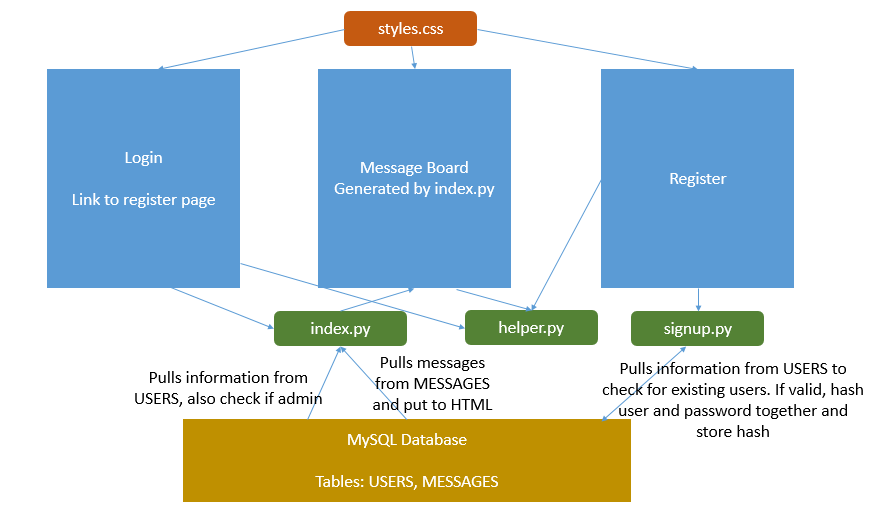 styles.css
Login
Link to register page
Message Board
Generated by index.py
Register
index.py
helper.py
signup.py
Pulls information from
USERS, also check if admin
Pulls messages
from MESSAGES
and put to HTML
Pulls information from USERS to
check for existing users. If valid, hash
user and password together and
store hash
MySQL Database
Tables: USERS, MESSAGES